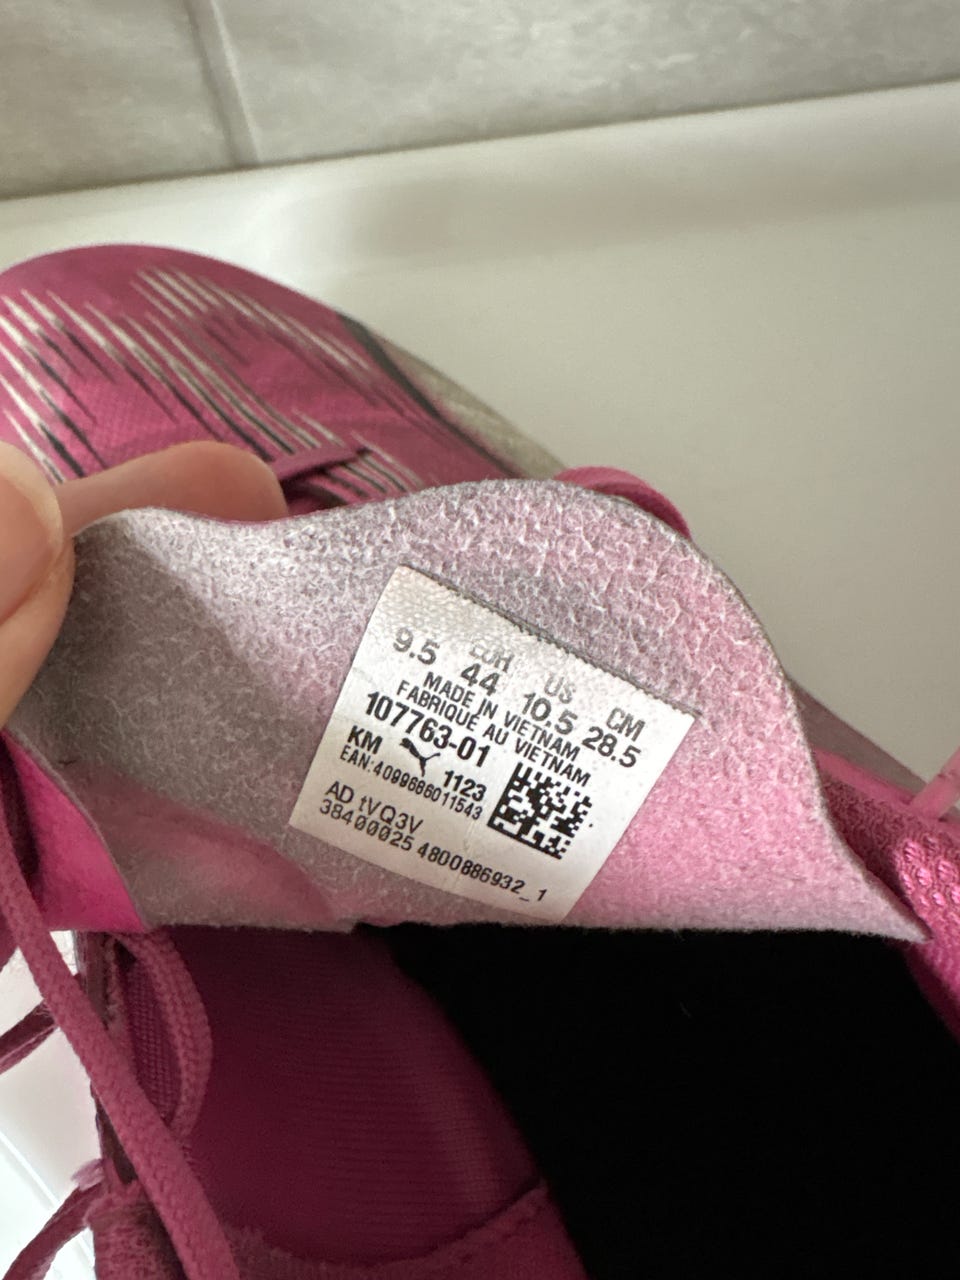 EUR US CM
9.5 44 10.5 28.5
MADE IN VIETNAM
FABRIQUÉ AU VIETNAM
107763-01
KM 1123
EAN:4099686011543
AD tVQ3V
38400025 4800886932_1